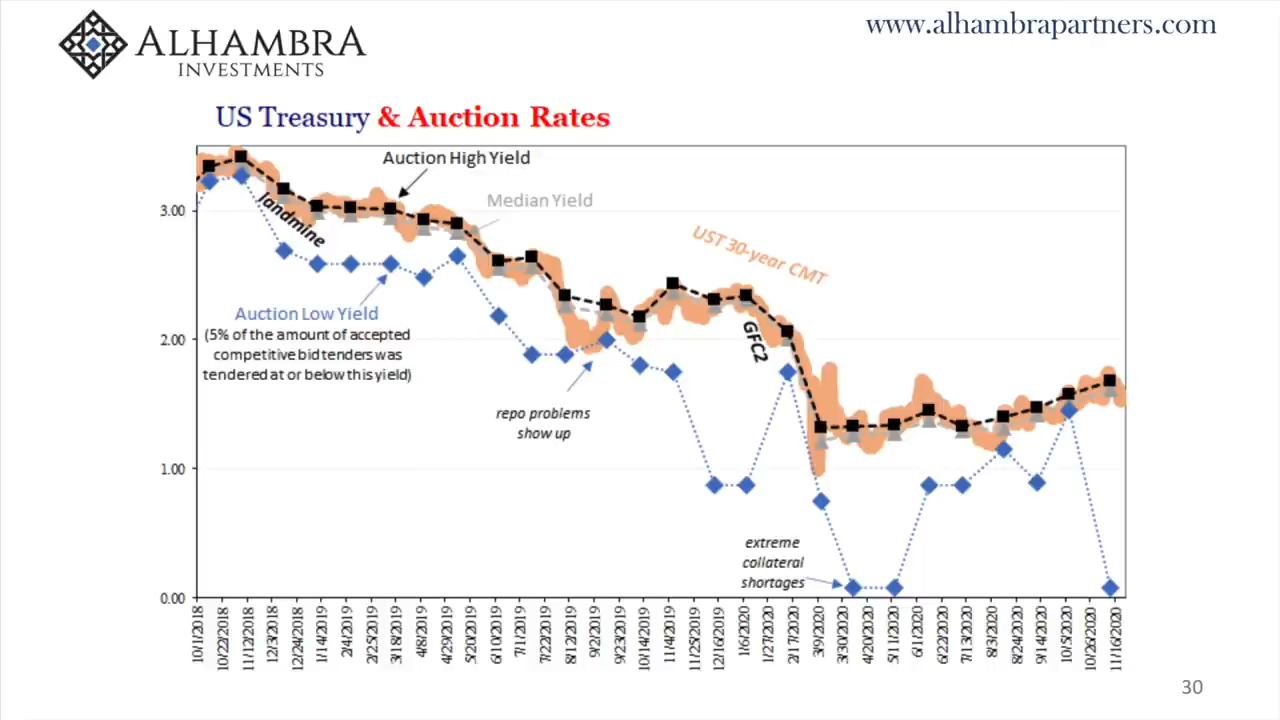 ALHAMBRA
INVESTMENTS
www.alhambrapartners.com
US Treasury & Auction Rates
Auction High Yield
Median Yield
UST 30-year CMT
landmine
Auction Low Yield
(5% of the amount of accepted
competitive bid tenders was
tendered at or below this yield)
GFC2
repo problems
show up
extreme
collateral
shortages
3.00
2.00
1.00
0.00
10/1/2018
10/22/2018
11/12/2018
12/3/2018
12/24/2018
1/14/2019
2/4/2019
2/25/2019
3/18/2019
4/8/2019
4/29/2019
5/20/2019
6/10/2019
7/1/2019
7/22/2019
8/12/2019
9/2/2019
9/23/2019
10/14/2019
11/4/2019
11/25/2019
12/16/2019
1/6/2020
1/27/2020
2/17/2020
3/9/2020
3/30/2020
4/20/2020
5/11/2020
6/1/2020
6/22/2020
7/13/2020
8/3/2020
8/24/2020
9/14/2020
10/5/2020
10/26/2020
11/16/2020
30